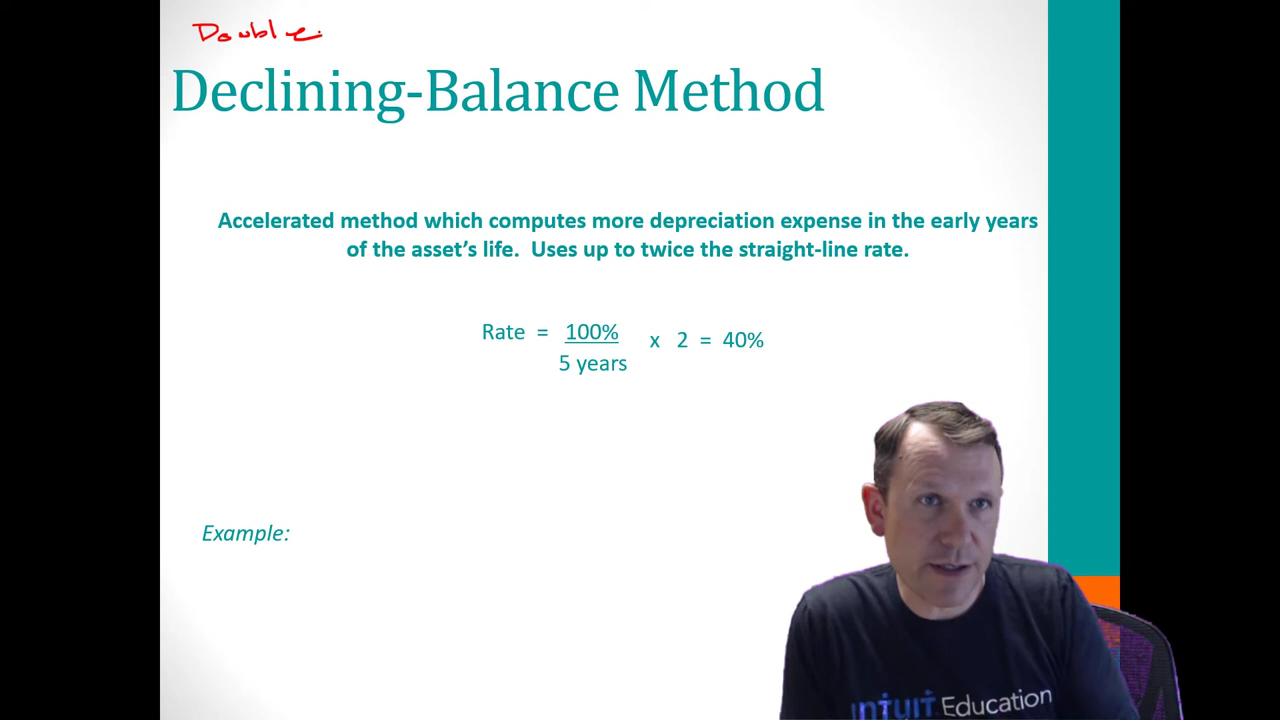 Double
Declining-Balance Method
Accelerated method which computes more depreciation expense in the early years
of the asset's life. Uses up to twice the straight-line rate.
Rate = 100% x 2 = 40%
5 years
Example:
INTUIT Education